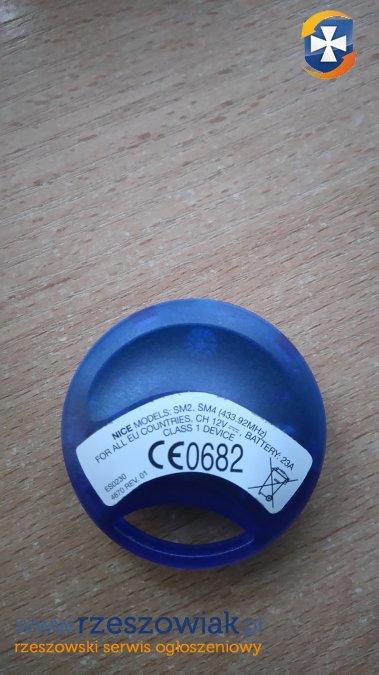 NICE MODELS: SM2, SM4 (433.92MHz)
FOR ALL EU COUNTRIES, CH 12V⎓, BATTERY: 23A
CLASS 1 DEVICE
CE0682
ES0230
4870 REV. 01
www.rzeszowiak.pl
rzeszowski serwis ogłoszeniowy